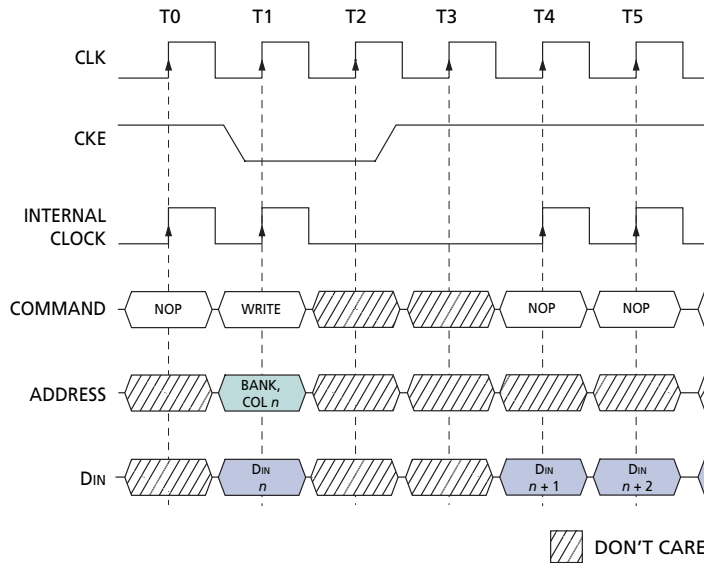 T0 T1 T2 T3 T4 T5
CLK
CKE
INTERNAL
CLOCK
COMMAND NOP WRITE NOP NOP
ADDRESS BANK,
COL n
DIN DIN
n DIN
n + 1 DIN
n + 2
DON'T CARE